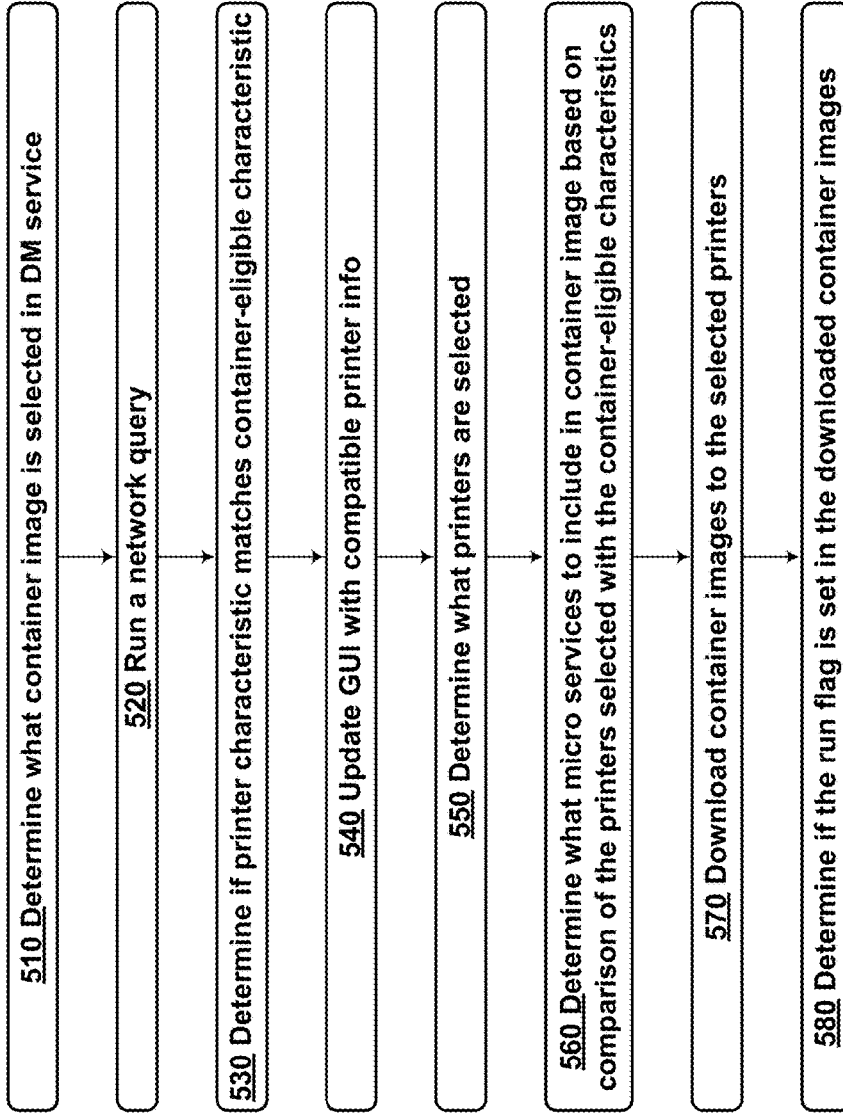 510 Determine what container image is selected in DM service
520 Run a network query
530 Determine if printer characteristic matches container-eligible characteristic
540 Update GUI with compatible printer info
550 Determine what printers are selected
560 Determine what micro services to include in container image based on
comparison of the printers selected with the container-eligible characteristics
570 Download container images to the selected printers
580 Determine if the run flag is set in the downloaded container images